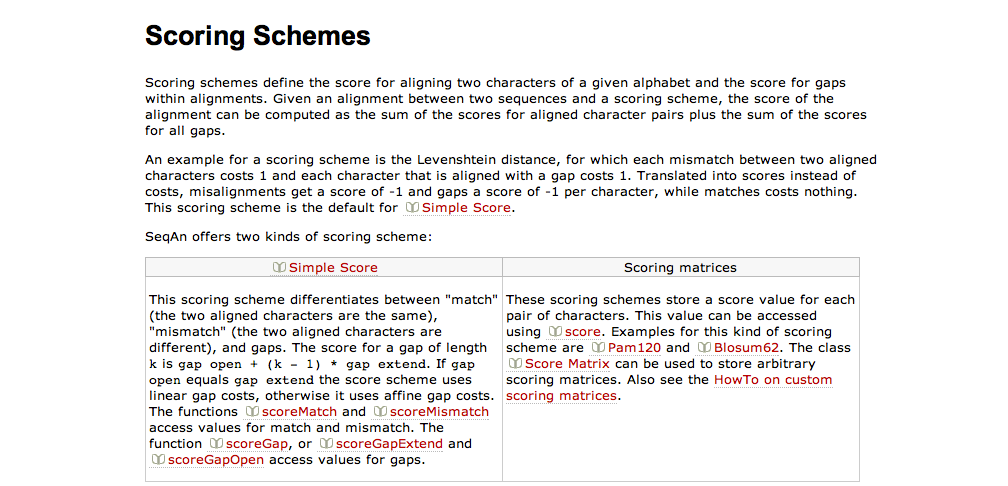 Scoring Schemes
Scoring schemes define the score for aligning two characters of a given alphabet and the score for gaps
within alignments. Given an alignment between two sequences and a scoring scheme, the score of the
alignment can be computed as the sum of the scores for aligned character pairs plus the sum of the scores
for all gaps.
An example for a scoring scheme is the Levenshtein distance, for which each mismatch between two aligned
characters costs 1 and each character that is aligned with a gap costs 1. Translated into scores instead of
costs, misalignments get a score of -1 and gaps a score of -1 per character, while matches costs nothing.
This scoring scheme is the default for Simple Score.
SeqAn offers two kinds of scoring scheme:
Simple Score
This scoring scheme differentiates between "match"
(the two aligned characters are the same),
"mismatch" (the two aligned characters are
different), and gaps. The score for a gap of length
k is gap open + (k - 1) * gap extend. If gap
open equals gap extend the score scheme uses
linear gap costs, otherwise it uses affine gap costs.
The functions scoreMatch and scoreMismatch
access values for match and mismatch. The
function scoreGap, or scoreGapExtend and
scoreGapOpen access values for gaps.
Scoring matrices
These scoring schemes store a score value for each
pair of characters. This value can be accessed
using score. Examples for this kind of scoring
scheme are Pam120 and Blosum62. The class
Score Matrix can be used to store arbitrary
scoring matrices. Also see the HowTo on custom
scoring matrices.